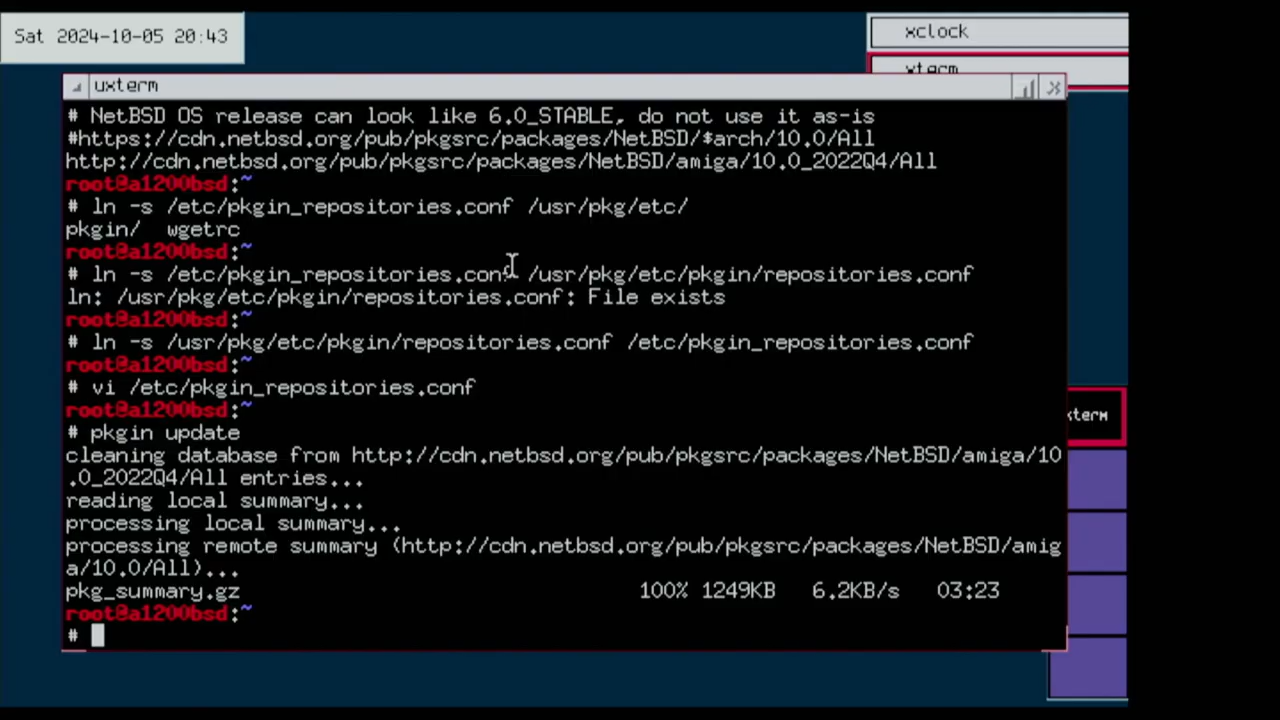 Sat 2024-10-05 20:43
xclock
xterm
uxterm
# NetBSD OS release can look like 6.0_STABLE, do not use it as-is
#https://cdn.netbsd.org/pub/pkgsrc/packages/NetBSD/$arch/10.0/All
http://cdn.netbsd.org/pub/pkgsrc/packages/NetBSD/amiga/10.0_2022Q4/All
root@a1200bsd:~
# ln -s /etc/pkgin_repositories.conf /usr/pkg/etc/
pkgin/  wgetrc
root@a1200bsd:~
# ln -s /etc/pkgin_repositories.conf /usr/pkg/etc/pkgin/repositories.conf
ln: /usr/pkg/etc/pkgin/repositories.conf: File exists
root@a1200bsd:~
# ln -s /usr/pkg/etc/pkgin/repositories.conf /etc/pkgin_repositories.conf
root@a1200bsd:~
# vi /etc/pkgin_repositories.conf
root@a1200bsd:~
# pkgin update
cleaning database from http://cdn.netbsd.org/pub/pkgsrc/packages/NetBSD/amiga/10
.0_2022Q4/All entries...
reading local summary...
processing local summary...
processing remote summary (http://cdn.netbsd.org/pub/pkgsrc/packages/NetBSD/amig
a/10.0/All)...
pkg_summary.gz 100% 1249KB 6.2KB/s 03:23
root@a1200bsd:~
#
xterm